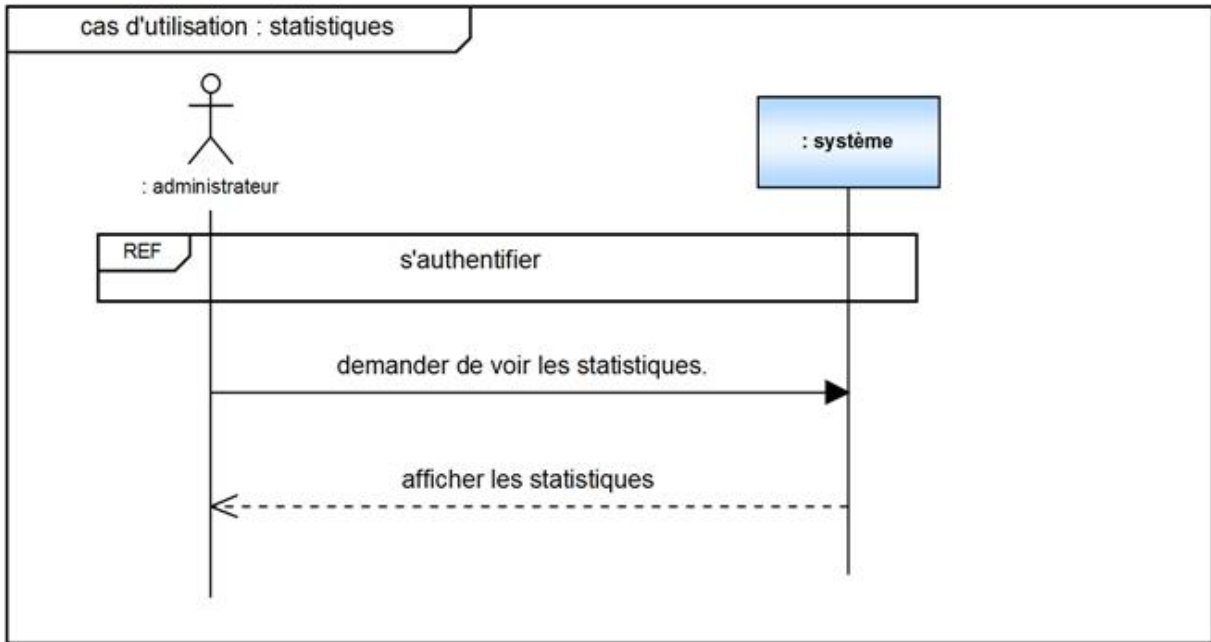 cas d'utilisation : statistiques
: administrateur
: système
REF
s'authentifier
demander de voir les statistiques.
afficher les statistiques